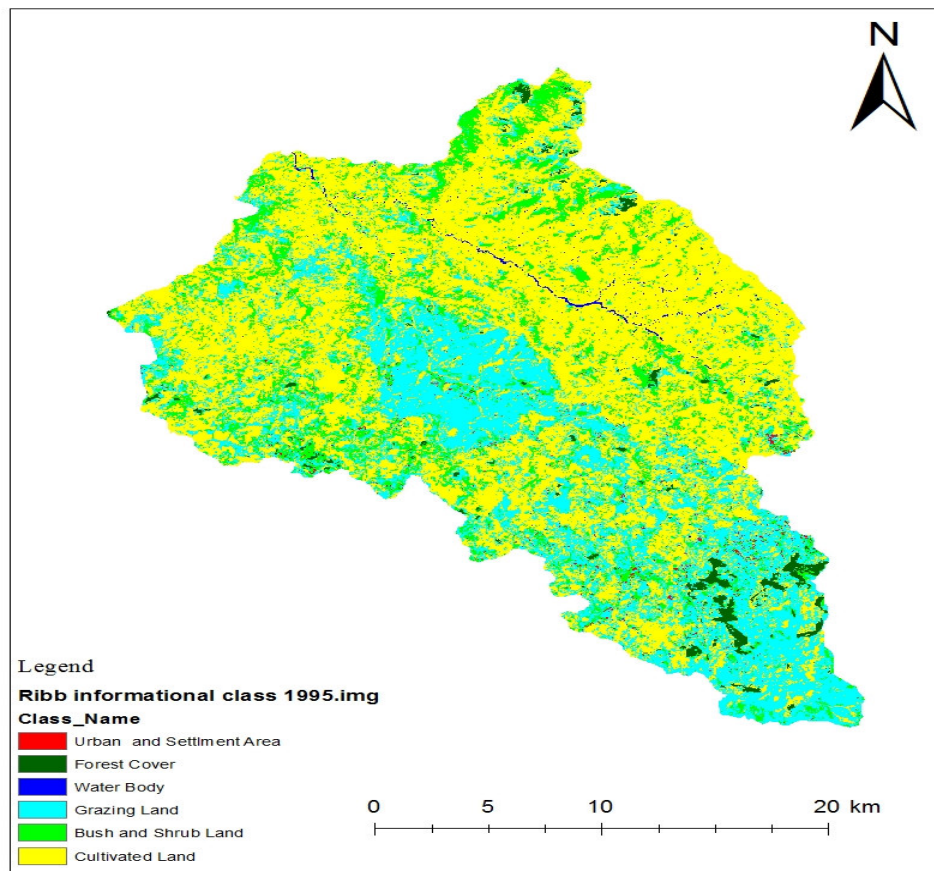 N
Legend
Ribb informational class 1995.img
Class_Name
Urban and Settlment Area
Forest Cover
Water Body
Grazing Land
Bush and Shrub Land
Cultivated Land
0 5 10 20 km